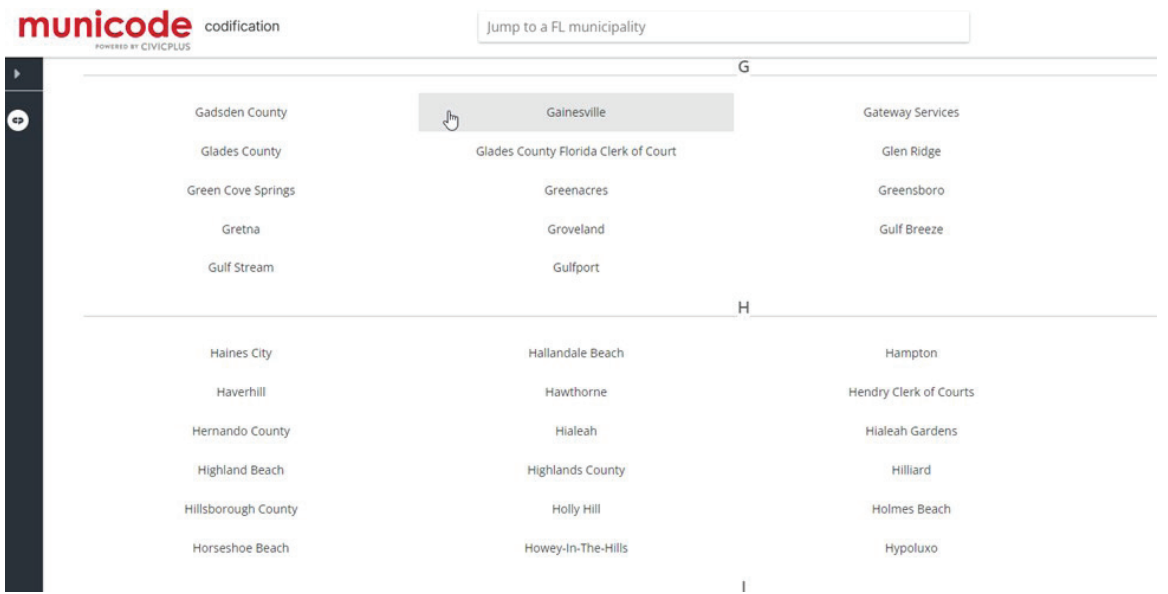 municode codification
POWERED BY CIVICPLUS
Jump to a FL municipality
G
Gadsden County Gainesville Gateway Services
Glades County Glades County Florida Clerk of Court Glen Ridge
Green Cove Springs Greenacres Greensboro
Gretna Groveland Gulf Breeze
Gulf Stream Gulfport
H
Haines City Hallandale Beach Hampton
Haverhill Hawthorne Hendry Clerk of Courts
Hernando County Hialeah Hialeah Gardens
Highland Beach Highlands County Hilliard
Hillsborough County Holly Hill Holmes Beach
Horseshoe Beach Howey-In-The-Hills Hypoluxo
I